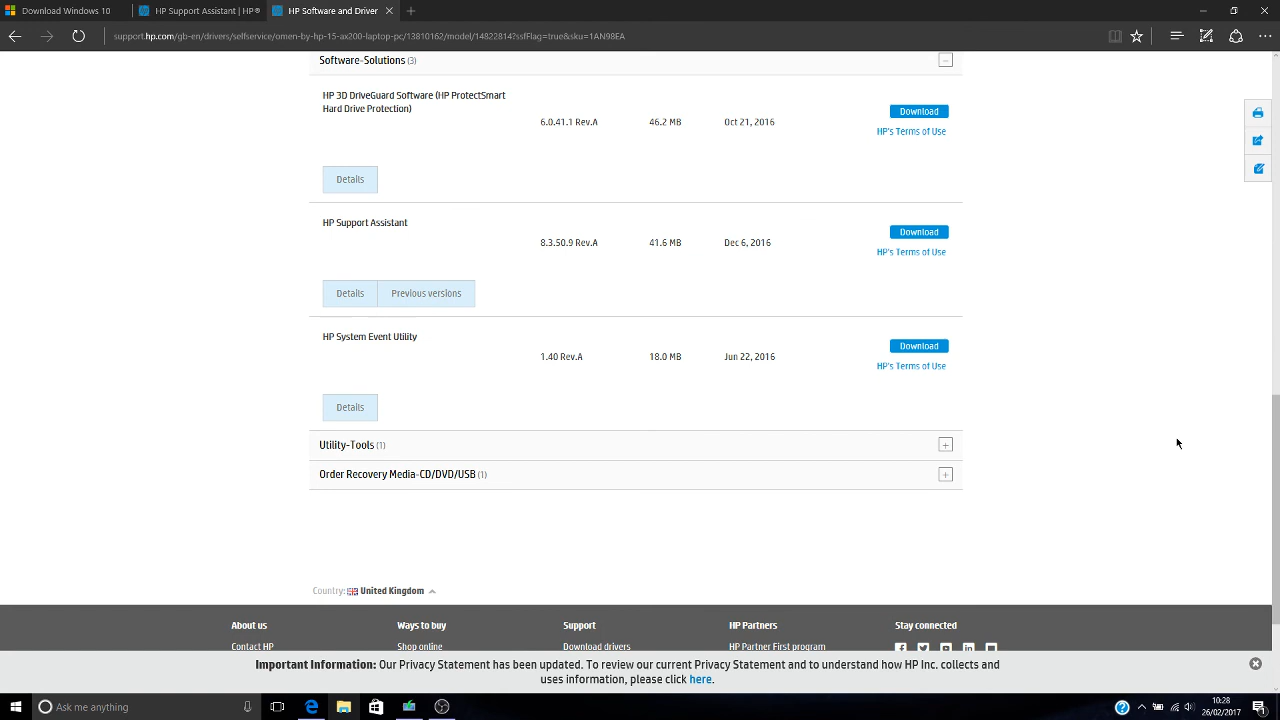 Download Windows 10
HP Support Assistant | HP®
HP Software and Driver
support.hp.com/gb-en/drivers/selfservice/omen-by-hp-15-ax200-laptop-pc/13810162/model/14822814?ssfFlag=true&sku=1AN98EA
Software-Solutions (3)
HP 3D DriveGuard Software (HP ProtectSmart
Hard Drive Protection)
6.0.41.1 Rev.A 46.2 MB Oct 21, 2016
Download
HP's Terms of Use
Details
HP Support Assistant
8.3.50.9 Rev.A 41.6 MB Dec 6, 2016
Download
HP's Terms of Use
Details Previous versions
HP System Event Utility
1.40 Rev.A 18.0 MB Jun 22, 2016
Download
HP's Terms of Use
Details
Utility-Tools (1)
Order Recovery Media-CD/DVD/USB (1)
Country: United Kingdom
About us Ways to buy Support HP Partners Stay connected
Contact HP Shop online Download drivers HP Partner First program
Important Information: Our Privacy Statement has been updated. To review our current Privacy Statement and to understand how HP Inc. collects and
uses information, please click here.
Ask me anything
10:28
26/02/2017